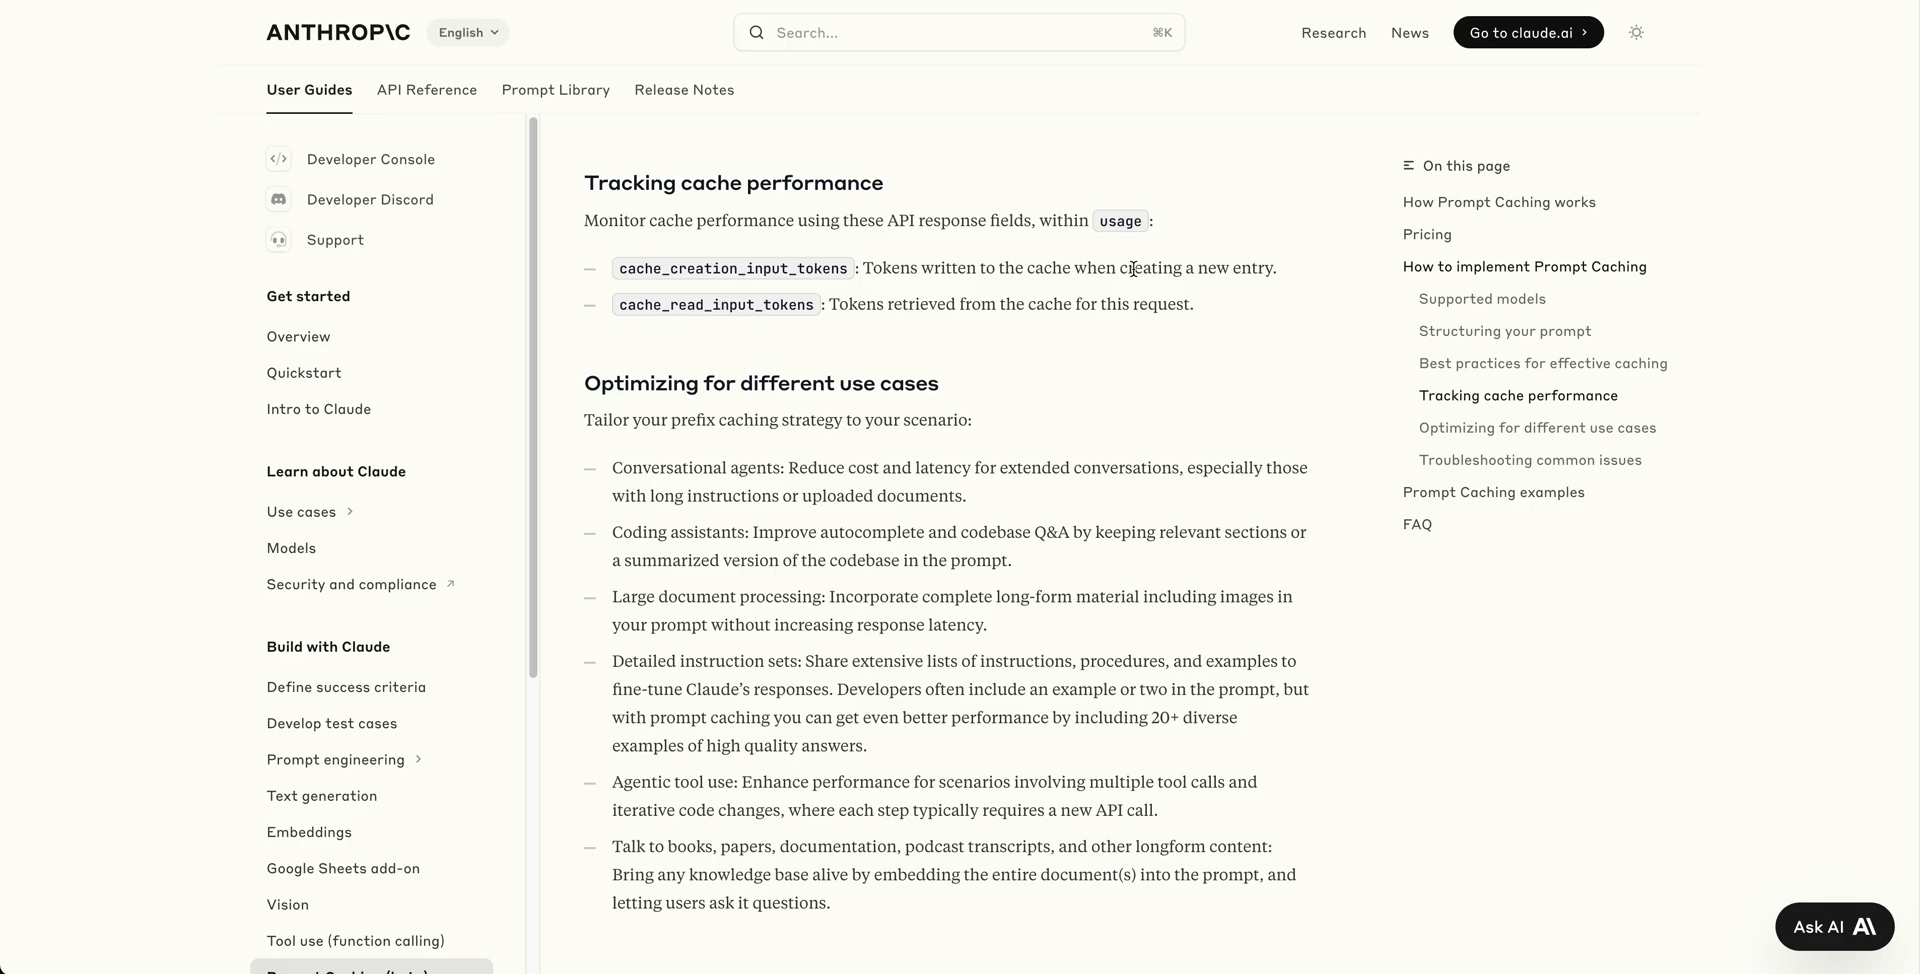 ANTHROP\C
English
Search...
⌘K
Research
News
Go to claude.ai
User Guides
API Reference
Prompt Library
Release Notes
Developer Console
Developer Discord
Support
Get started
Overview
Quickstart
Intro to Claude
Learn about Claude
Use cases
Models
Security and compliance
Build with Claude
Define success criteria
Develop test cases
Prompt engineering
Text generation
Embeddings
Google Sheets add-on
Vision
Tool use (function calling)
Tracking cache performance
Monitor cache performance using these API response fields, within usage:
— cache_creation_input_tokens: Tokens written to the cache when creating a new entry.
— cache_read_input_tokens: Tokens retrieved from the cache for this request.
Optimizing for different use cases
Tailor your prefix caching strategy to your scenario:
— Conversational agents: Reduce cost and latency for extended conversations, especially those
with long instructions or uploaded documents.
— Coding assistants: Improve autocomplete and codebase Q&A by keeping relevant sections or
a summarized version of the codebase in the prompt.
— Large document processing: Incorporate complete long-form material including images in
your prompt without increasing response latency.
— Detailed instruction sets: Share extensive lists of instructions, procedures, and examples to
fine-tune Claude’s responses. Developers often include an example or two in the prompt, but
with prompt caching you can get even better performance by including 20+ diverse
examples of high quality answers.
— Agentic tool use: Enhance performance for scenarios involving multiple tool calls and
iterative code changes, where each step typically requires a new API call.
— Talk to books, papers, documentation, podcast transcripts, and other longform content:
Bring any knowledge base alive by embedding the entire document(s) into the prompt, and
letting users ask it questions.
On this page
How Prompt Caching works
Pricing
How to implement Prompt Caching
Supported models
Structuring your prompt
Best practices for effective caching
Tracking cache performance
Optimizing for different use cases
Troubleshooting common issues
Prompt Caching examples
FAQ
Ask AI